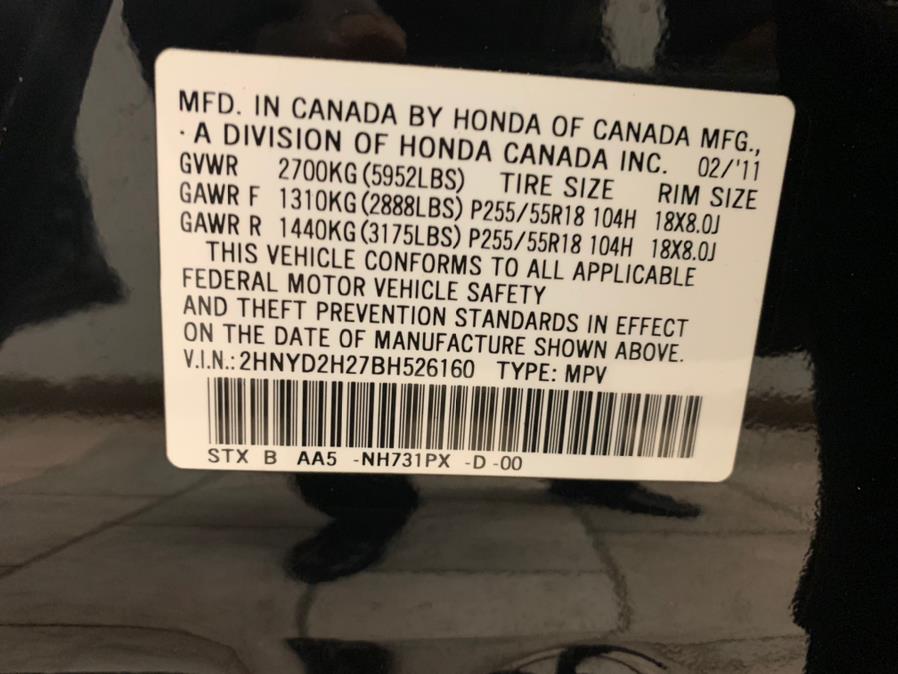 MFD. IN CANADA BY HONDA OF CANADA MFG.,
· A DIVISION OF HONDA CANADA INC. 02/'11
GVWR 2700KG (5952LBS) TIRE SIZE RIM SIZE
GAWR F 1310KG (2888LBS) P255/55R18 104H 18X8.0J
GAWR R 1440KG (3175LBS) P255/55R18 104H 18X8.0J
THIS VEHICLE CONFORMS TO ALL APPLICABLE
FEDERAL MOTOR VEHICLE SAFETY
AND THEFT PREVENTION STANDARDS IN EFFECT
ON THE DATE OF MANUFACTURE SHOWN ABOVE.
V.I.N.: 2HNYD2H27BH526160 TYPE: MPV
STX B AA5 -NH731PX -D -00